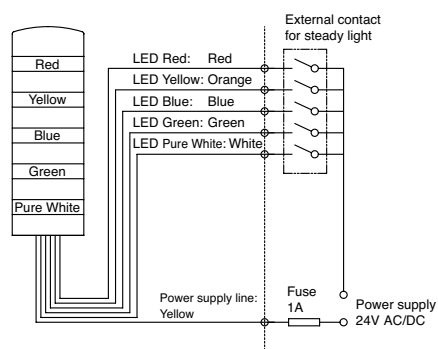 External contact
for steady light
Red
Yellow
Blue
Green
Pure White
LED Red: Red
LED Yellow: Orange
LED Blue: Blue
LED Green: Green
LED Pure White: White
Power supply line:
Yellow
Fuse
1A
Power supply
24V AC/DC